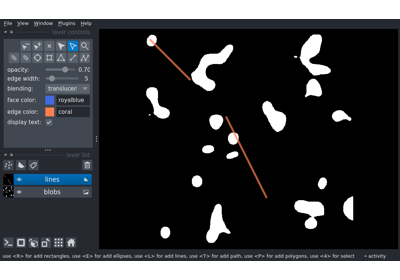 File View Window Plugins Help
layer controls
opacity: 0.70
edge width: 5
blending: translucent
face color: royalblue
edge color: coral
display text:
layer list
lines
blobs
use <R> for add rectangles, use <E> for add ellipses, use <L> for add lines, use <T> for add path, use <P> for add polygons, use <4> for select activity